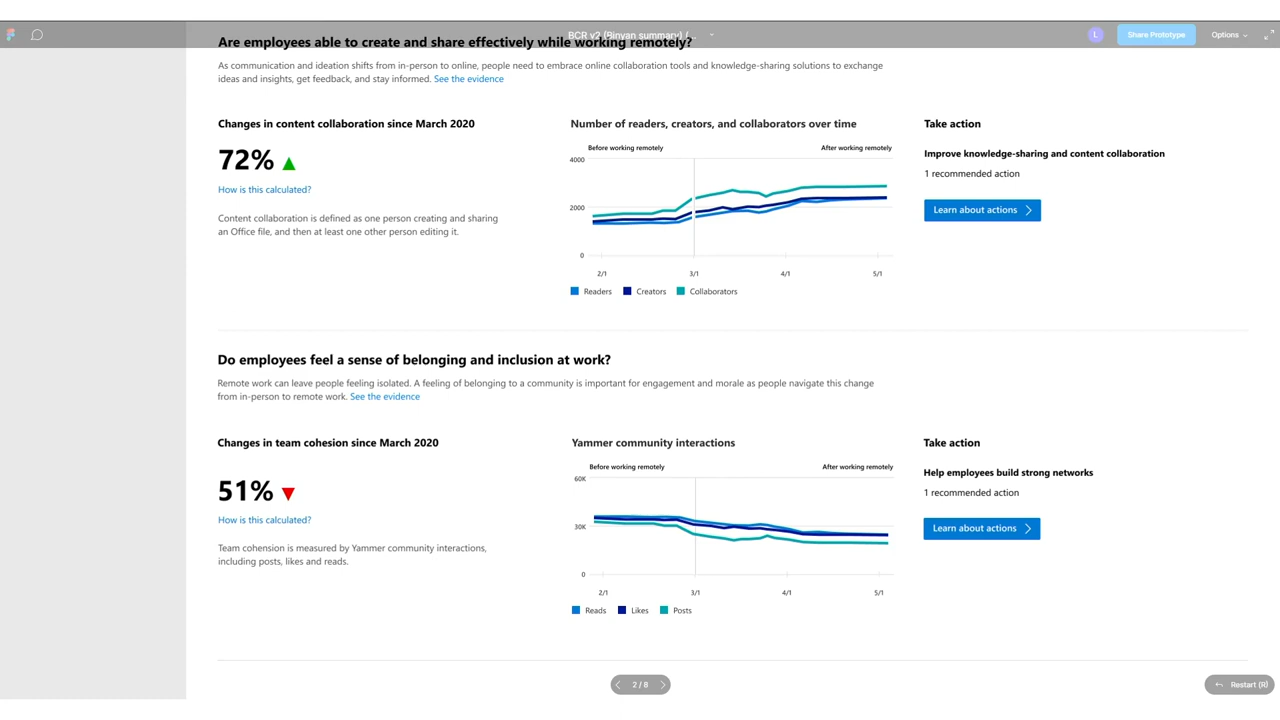 BCR v2 (Binyan summary) / ...
L
Share Prototype
Options
Are employees able to create and share effectively while working remotely?
As communication and ideation shifts from in-person to online, people need to embrace online collaboration tools and knowledge-sharing solutions to exchange
ideas and insights, get feedback, and stay informed. See the evidence
Changes in content collaboration since March 2020
72%
How is this calculated?
Content collaboration is defined as one person creating and sharing
an Office file, and then at least one other person editing it.
Number of readers, creators, and collaborators over time
Before working remotely
After working remotely
4000
2000
0
2/1
3/1
4/1
5/1
Readers
Creators
Collaborators
Take action
Improve knowledge-sharing and content collaboration
1 recommended action
Learn about actions
Do employees feel a sense of belonging and inclusion at work?
Remote work can leave people feeling isolated. A feeling of belonging to a community is important for engagement and morale as people navigate this change
from in-person to remote work. See the evidence
Changes in team cohesion since March 2020
51%
How is this calculated?
Team cohension is measured by Yammer community interactions,
including posts, likes and reads.
Yammer community interactions
Before working remotely
After working remotely
60K
30K
0
2/1
3/1
4/1
5/1
Reads
Likes
Posts
Take action
Help employees build strong networks
1 recommended action
Learn about actions
2 / 8
Restart (R)